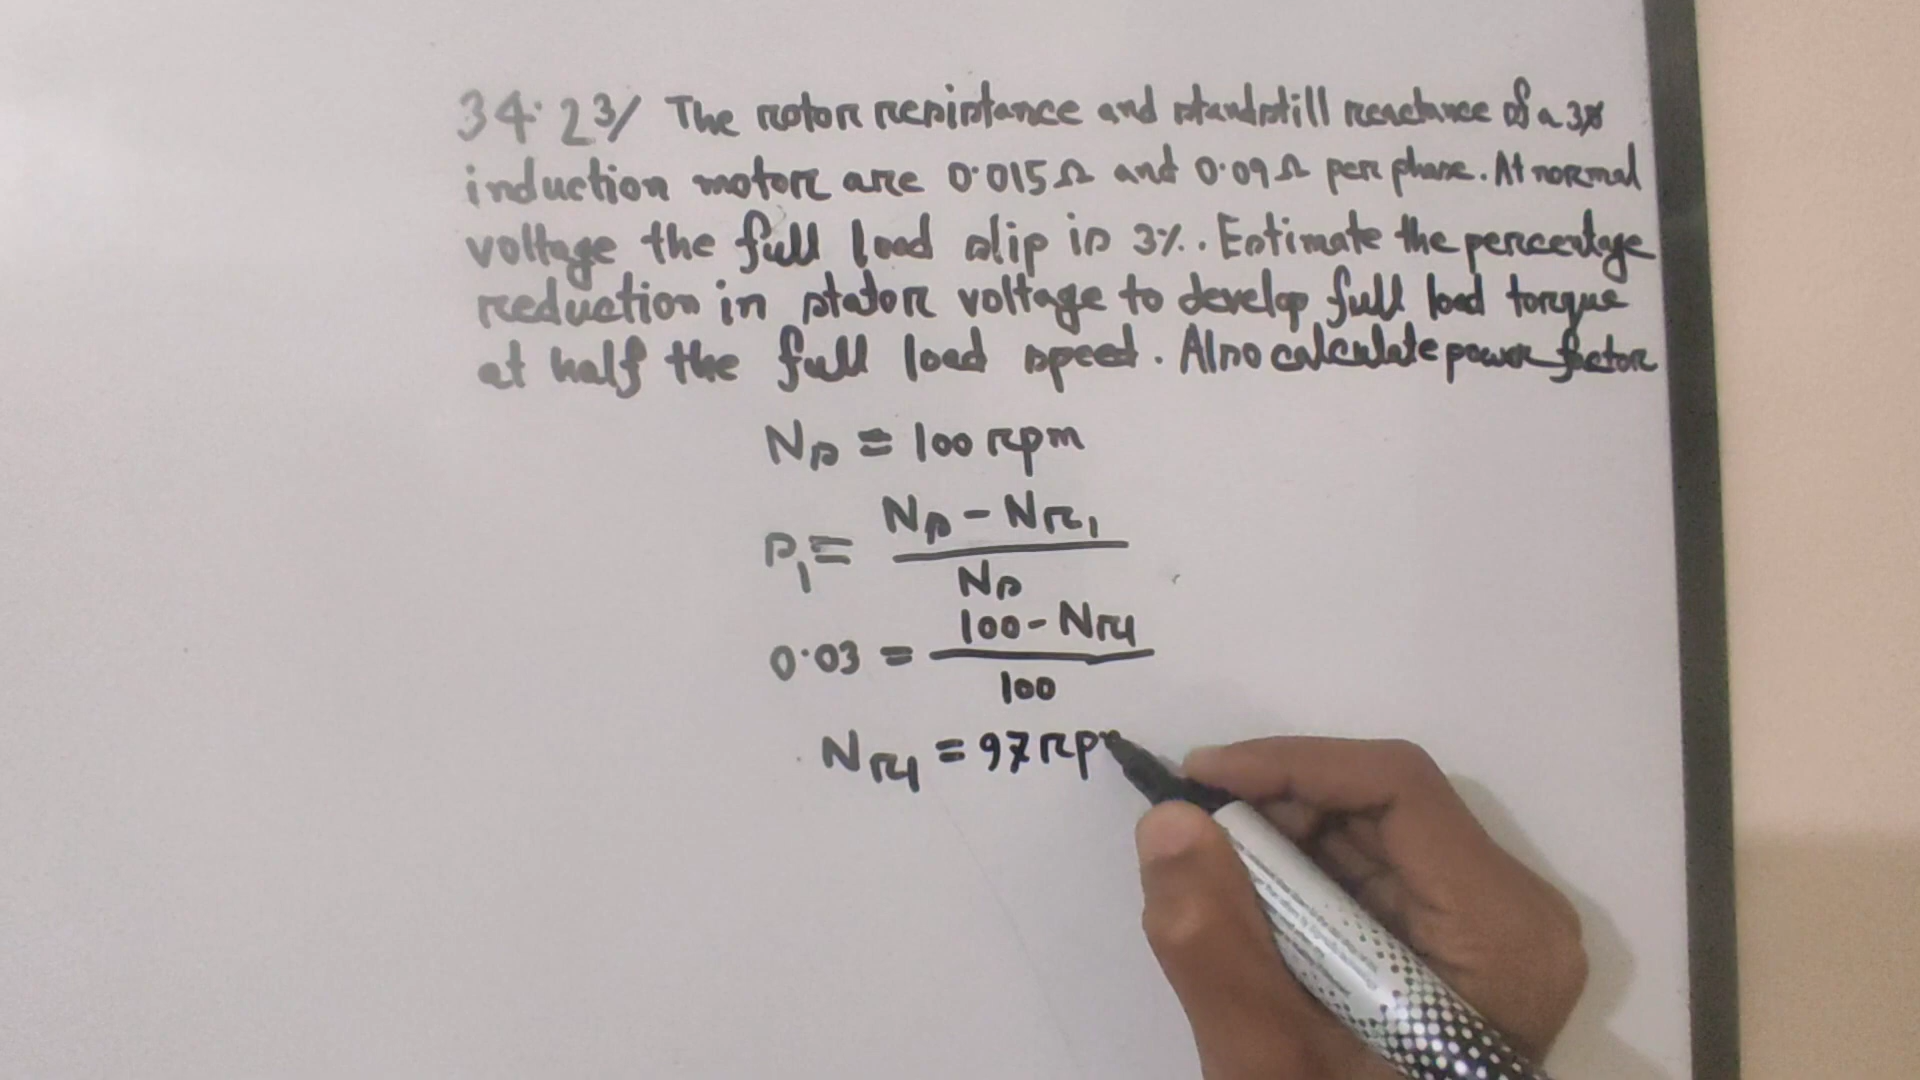 34.23/ The rotor resistance and standstill reactance of a 3ø
induction motor are 0.015Ω and 0.09Ω per phase. At normal
voltage the full load slip is 3%. Estimate the percentage
reduction in stator voltage to develop full load torque
at half the full load speed. Also calculate power factor
Ns = 100 rpm
s₁ = (Ns - Nr₁) / Ns
0.03 = (100 - Nr1) / 100
Nr1 = 97 rpm